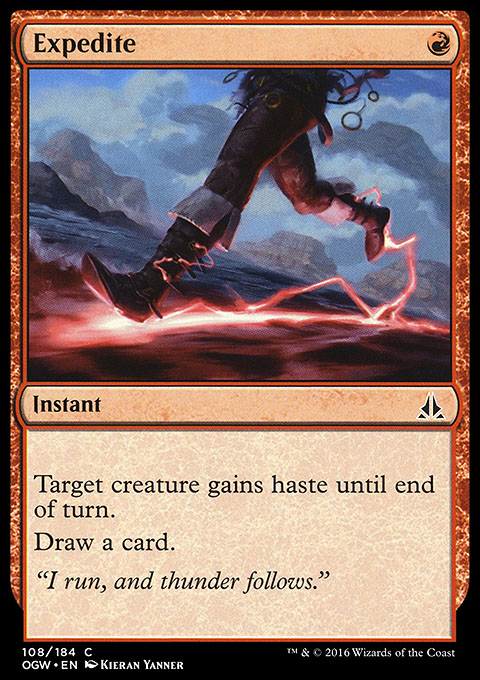 Expedite
Instant
Target creature gains haste until end
of turn.
Draw a card.
“I run, and thunder follows.”
108/184 C
OGW • EN Kieran Yanner
™ & © 2016 Wizards of the Coast